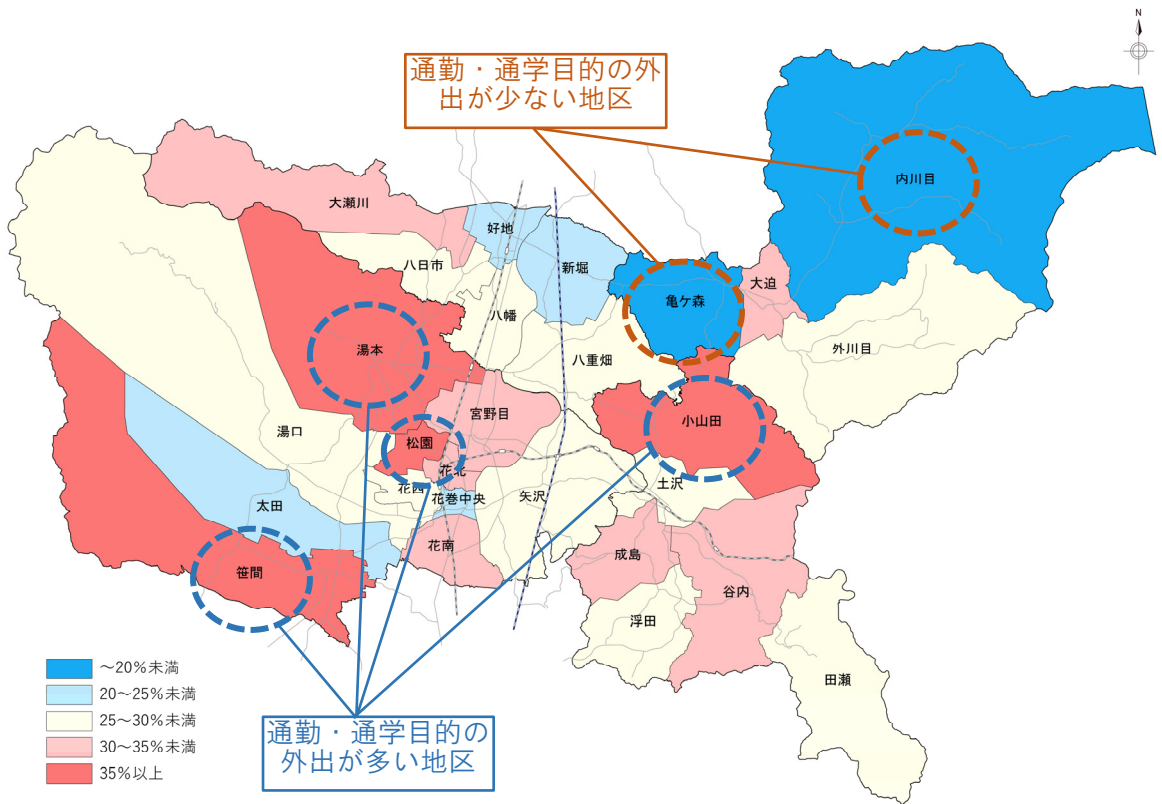 N
通勤・通学目的の外
出が少ない地区
内川目
大瀬川
好地
八日市
新堀
大迫
亀ケ森
八幡
外川目
湯本
八重畑
宮野目
小山田
湯口
松園
花北
土沢
花西
花巻中央
矢沢
太田
花南
成島
笹間
谷内
浮田
田瀬
~20%未満
20~25%未満
25~30%未満
30~35%未満
35%以上
通勤・通学目的の
外出が多い地区